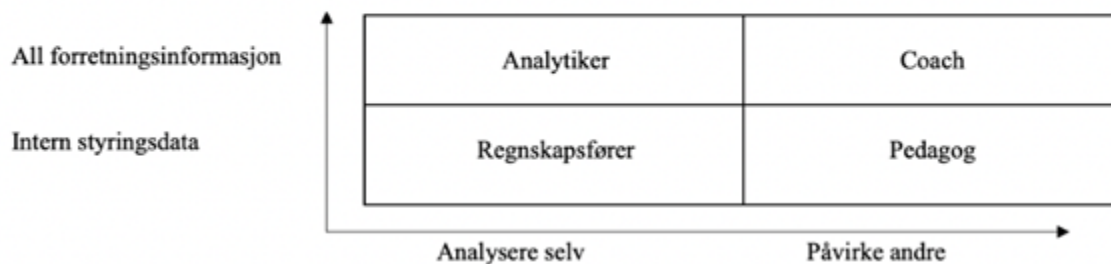 All forretningsinformasjon
Analytiker
Coach
Intern styringsdata
Regnskapsfører
Pedagog
Analysere selv
Påvirke andre